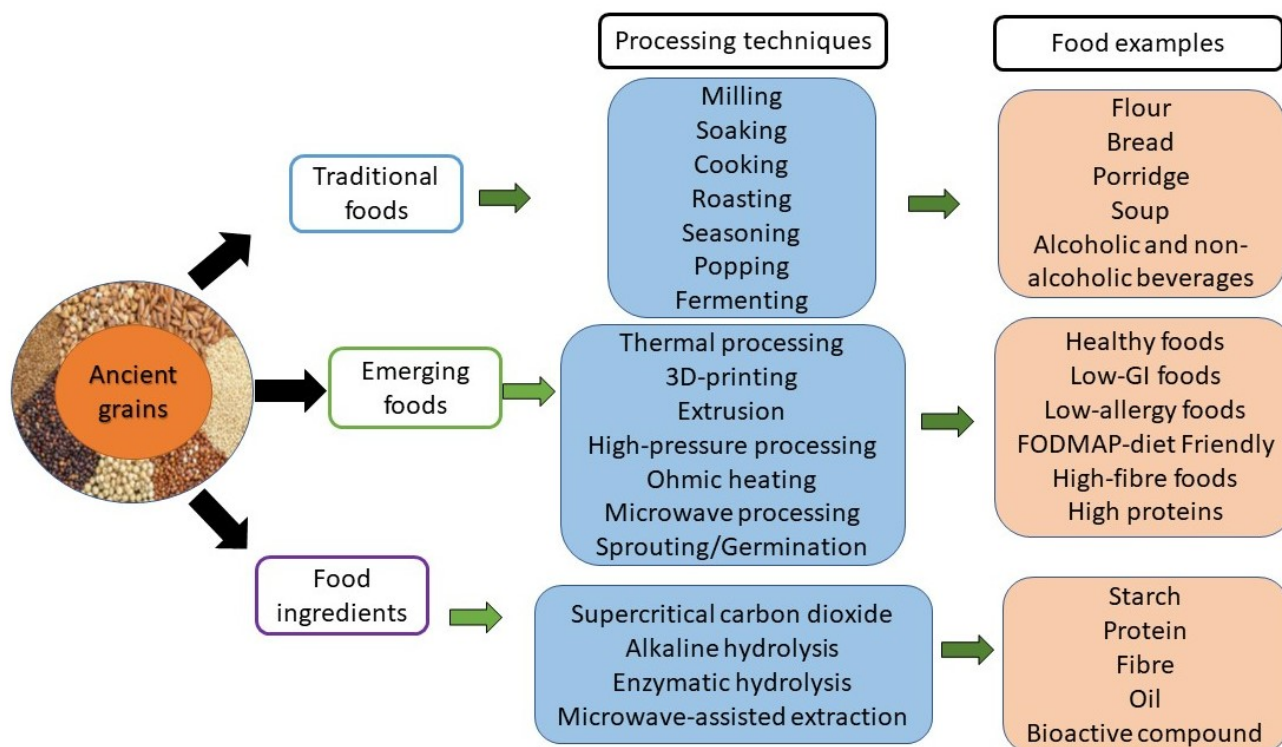 Processing techniques
Food examples
Ancient
grains
Traditional
foods
Milling
Soaking
Cooking
Roasting
Seasoning
Popping
Fermenting
Flour
Bread
Porridge
Soup
Alcoholic and non-
alcoholic beverages
Emerging
foods
Thermal processing
3D-printing
Extrusion
High-pressure processing
Ohmic heating
Microwave processing
Sprouting/Germination
Healthy foods
Low-GI foods
Low-allergy foods
FODMAP-diet Friendly
High-fibre foods
High proteins
Food
ingredients
Supercritical carbon dioxide
Alkaline hydrolysis
Enzymatic hydrolysis
Microwave-assisted extraction
Starch
Protein
Fibre
Oil
Bioactive compound